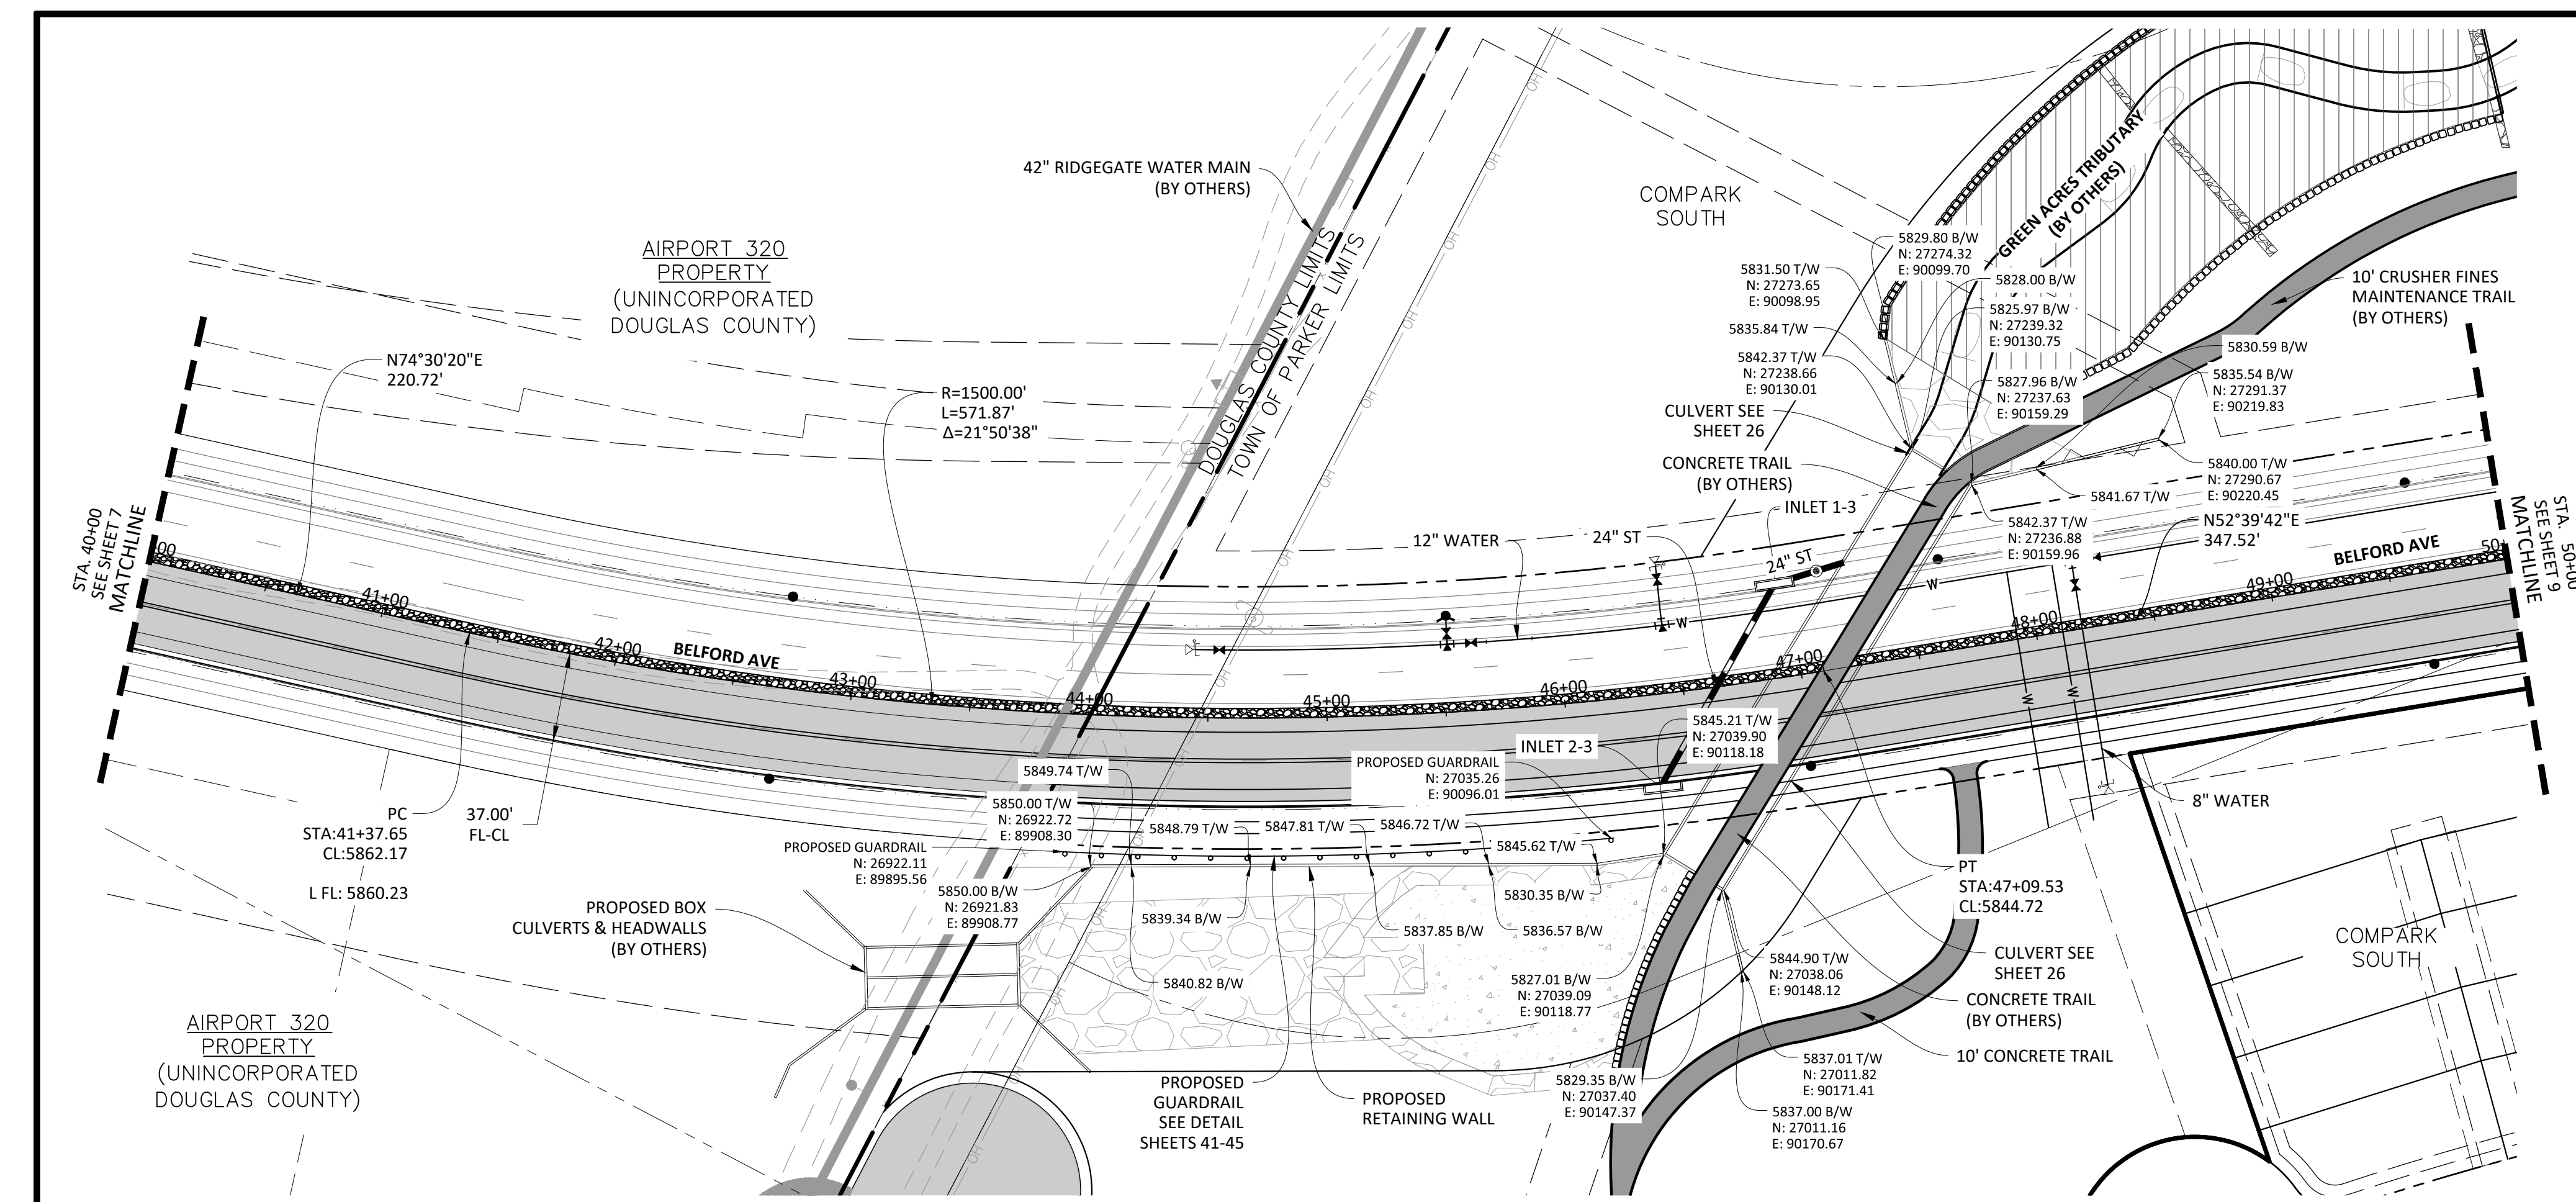 42" RIDGEGATE WATER MAIN
(BY OTHERS)
AIRPORT 320
PROPERTY
(UNINCORPORATED
DOUGLAS COUNTY)
DOUGLAS COUNTY LIMITS
TOWN OF PARKER LIMITS
OH
OH
OH
OH
OH
OH
OH
OH
OH
OH
COMPARK
SOUTH
GREEN ACRES TRIBUTARY
(BY OTHERS)
5829.80 B/W
N: 27274.32
E: 90099.70
5831.50 T/W
N: 27273.65
E: 90098.95
5828.00 B/W
5825.97 B/W
N: 27239.32
E: 90130.75
5835.84 T/W
5842.37 T/W
N: 27238.66
E: 90130.01
10' CRUSHER FINES
MAINTENANCE TRAIL
(BY OTHERS)
5830.59 B/W
5827.96 B/W
N: 27237.63
E: 90159.29
5835.54 B/W
N: 27291.37
E: 90219.83
CULVERT SEE
SHEET 26
CONCRETE TRAIL
(BY OTHERS)
5840.00 T/W
N: 27290.67
E: 90220.45
5841.67 T/W
5842.37 T/W
N: 27236.88
E: 90159.96
N52°39'42"E
347.52'
N74°30'20"E
220.72'
R=1500.00'
L=571.87'
Δ=21°50'38"
INLET 1-3
12" WATER
24" ST
24" ST
W
W
W
W
STA. 40+00
SEE SHEET 7
MATCHLINE
STA. 50+00
SEE SHEET 9
MATCHLINE
00
41+00
42+00
BELFORD AVE
43+00
44+00
45+00
46+00
47+00
48+00
49+00
BELFORD AVE
50+
5845.21 T/W
N: 27039.90
E: 90118.18
INLET 2-3
PROPOSED GUARDRAIL
N: 27035.26
E: 90096.01
5849.74 T/W
5850.00 T/W
N: 26922.72
E: 89908.30
5848.79 T/W
5847.81 T/W
5846.72 T/W
5845.62 T/W
8" WATER
PC
STA:41+37.65
CL:5862.17
L FL: 5860.23
37.00'
FL-CL
PROPOSED GUARDRAIL
N: 26922.11
E: 89895.56
5850.00 B/W
N: 26921.83
E: 89908.77
PT
STA:47+09.53
CL:5844.72
5830.35 B/W
PROPOSED BOX
CULVERTS & HEADWALLS
(BY OTHERS)
5839.34 B/W
5837.85 B/W
5836.57 B/W
5840.82 B/W
5827.01 B/W
N: 27039.09
E: 90118.77
5844.90 T/W
N: 27038.06
E: 90148.12
CULVERT SEE
SHEET 26
CONCRETE TRAIL
(BY OTHERS)
10' CONCRETE TRAIL
COMPARK
SOUTH
AIRPORT 320
PROPERTY
(UNINCORPORATED
DOUGLAS COUNTY)
PROPOSED
GUARDRAIL
SEE DETAIL
SHEETS 41-45
PROPOSED
RETAINING WALL
5829.35 B/W
N: 27037.40
E: 90147.37
5837.01 T/W
N: 27011.82
E: 90171.41
5837.00 B/W
N: 27011.16
E: 90170.67